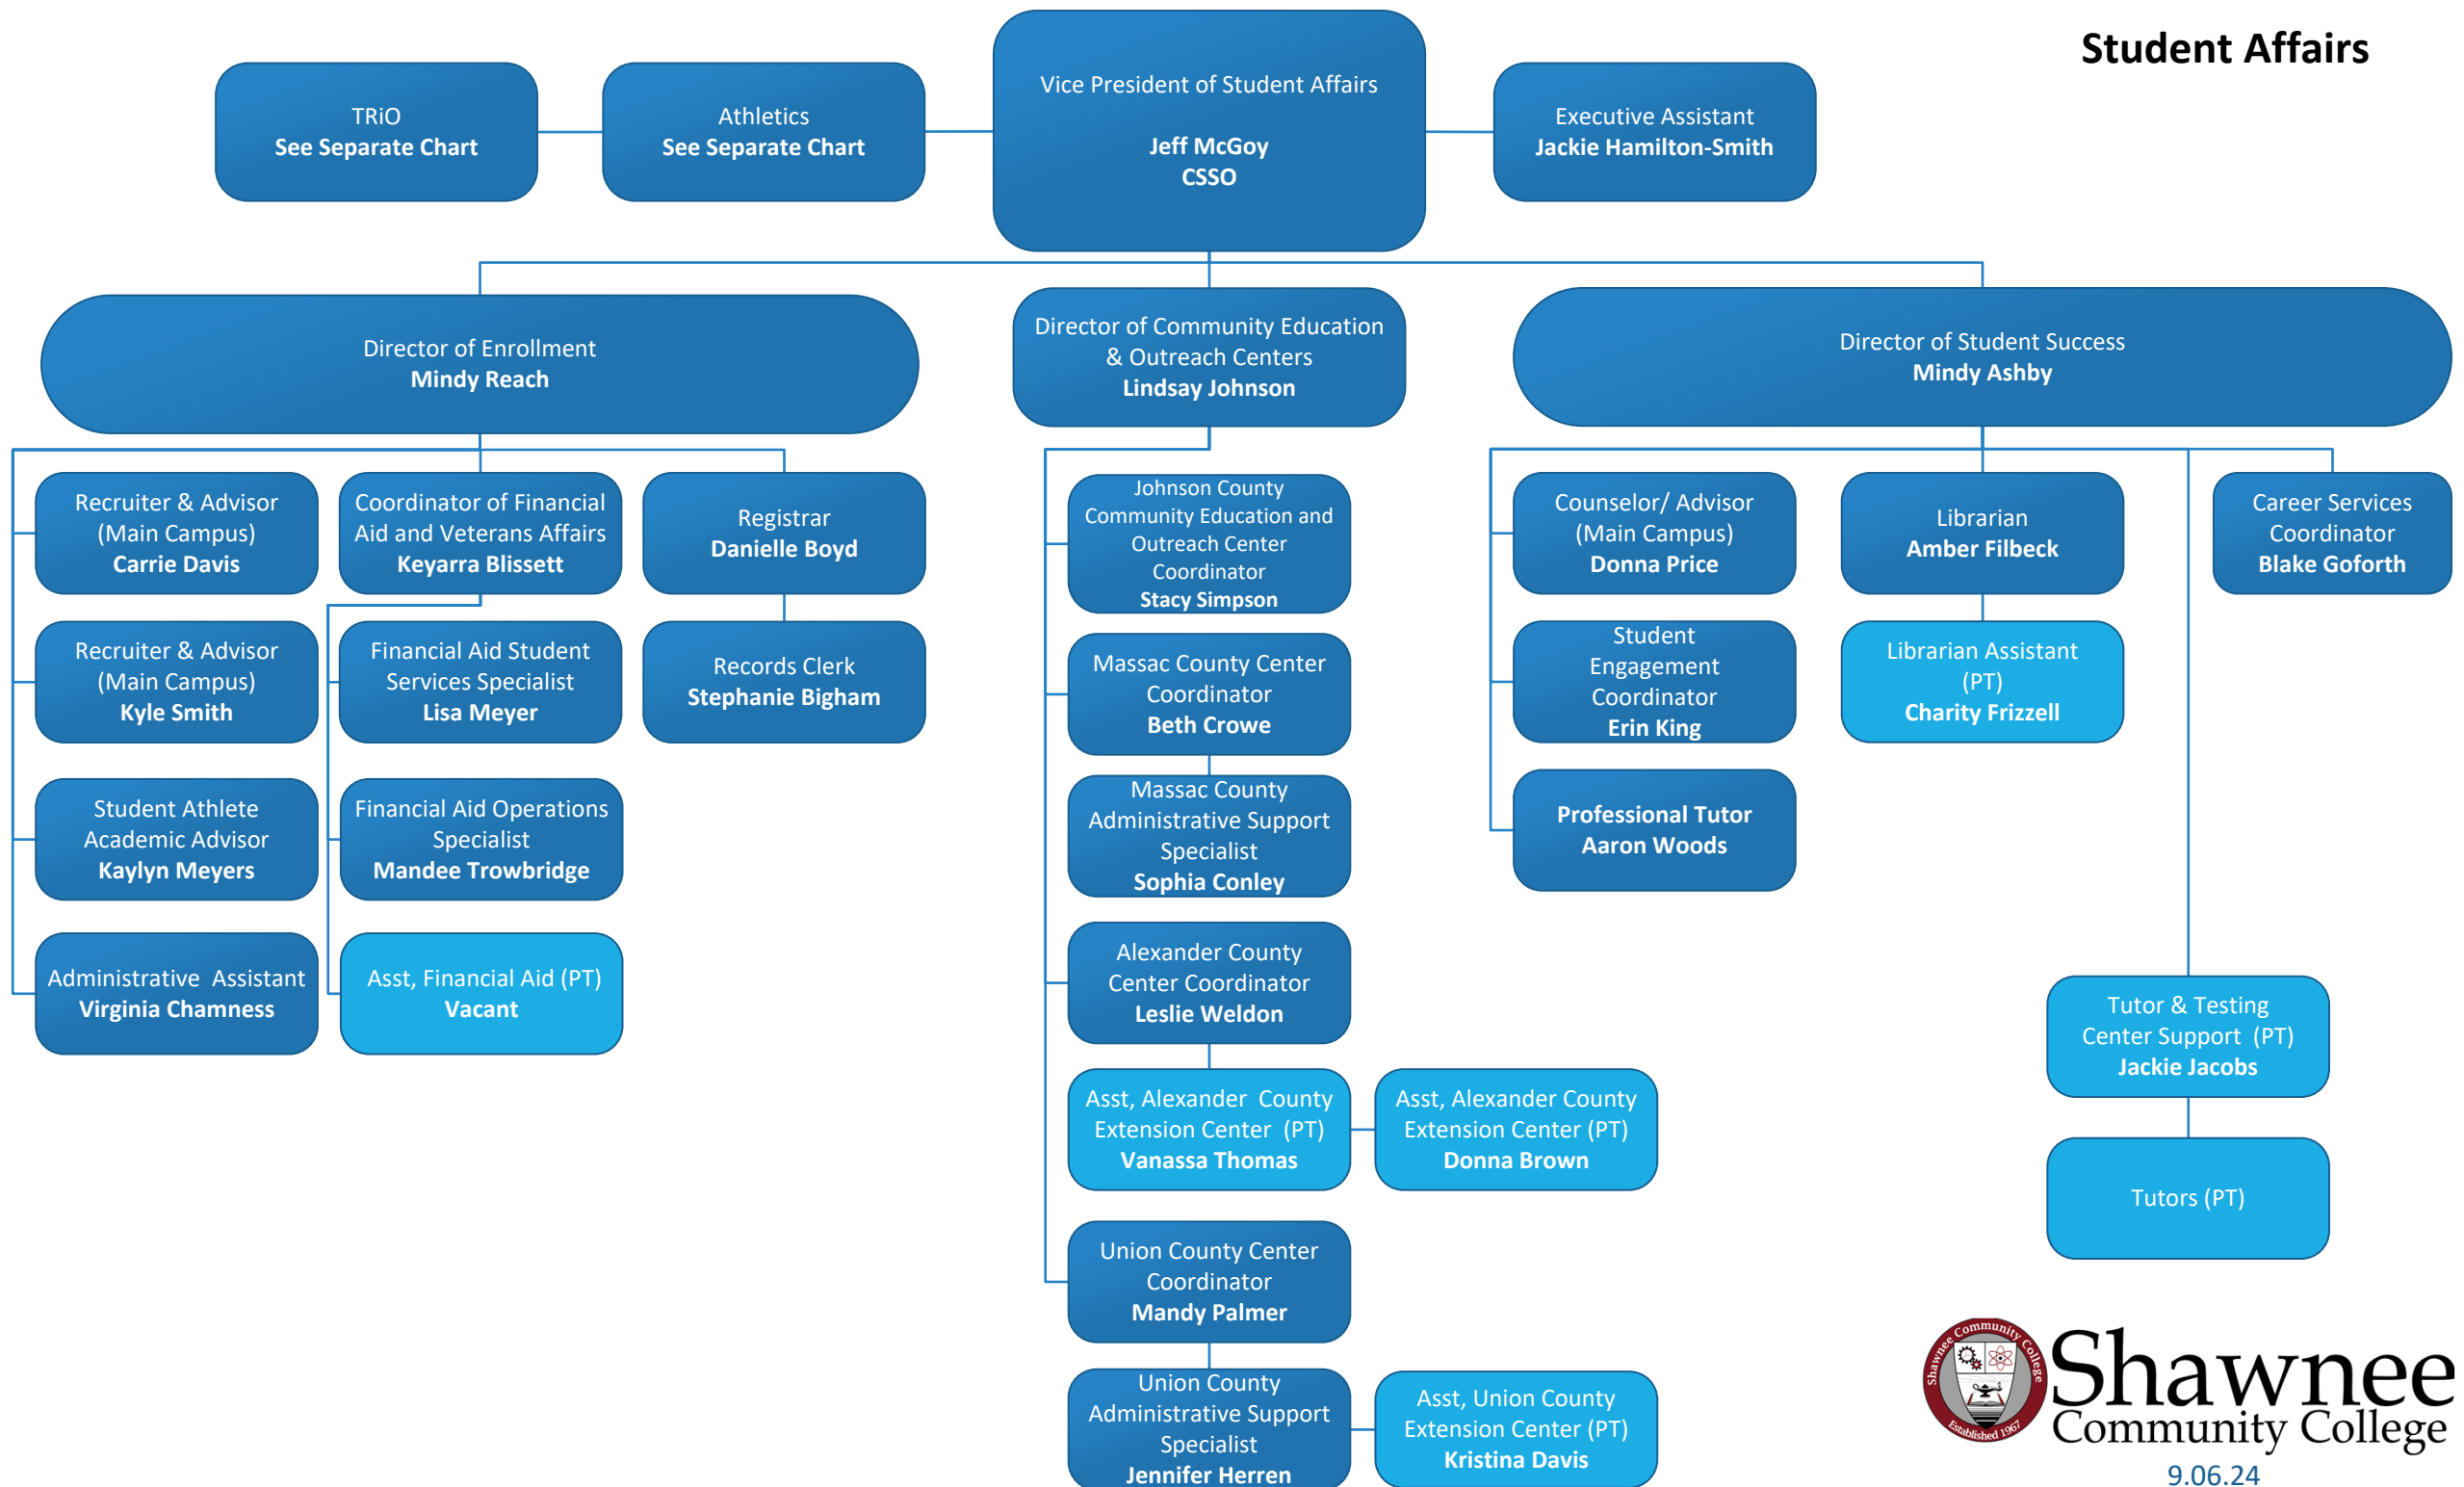 Student Affairs
TRiO
See Separate Chart
Athletics
See Separate Chart
Vice President of Student Affairs
Jeff McGoy
CSSO
Executive Assistant
Jackie Hamilton-Smith
Director of Enrollment
Mindy Reach
Director of Community Education
& Outreach Centers
Lindsay Johnson
Director of Student Success
Mindy Ashby
Recruiter & Advisor
(Main Campus)
Carrie Davis
Coordinator of Financial
Aid and Veterans Affairs
Keyarra Blissett
Registrar
Danielle Boyd
Recruiter & Advisor
(Main Campus)
Kyle Smith
Financial Aid Student
Services Specialist
Lisa Meyer
Records Clerk
Stephanie Bigham
Student Athlete
Academic Advisor
Kaylyn Meyers
Financial Aid Operations
Specialist
Mandee Trowbridge
Administrative  Assistant
Virginia Chamness
Asst, Financial Aid (PT)
Vacant
Johnson County
Community Education and
Outreach Center
Coordinator
Stacy Simpson
Massac County Center
Coordinator
Beth Crowe
Massac County
Administrative Support
Specialist
Sophia Conley
Alexander County
Center Coordinator
Leslie Weldon
Asst, Alexander  County
Extension Center  (PT)
Vanassa Thomas
Asst, Alexander County
Extension Center (PT)
Donna Brown
Union County Center
Coordinator
Mandy Palmer
Union County
Administrative Support
Specialist
Jennifer Herren
Asst, Union County
Extension Center (PT)
Kristina Davis
Counselor/ Advisor
(Main Campus)
Donna Price
Librarian
Amber Filbeck
Career Services
Coordinator
Blake Goforth
Student
Engagement
Coordinator
Erin King
Librarian Assistant
(PT)
Charity Frizzell
Professional Tutor
Aaron Woods
Tutor & Testing
Center Support  (PT)
Jackie Jacobs
Tutors (PT)
Shawnee Community College
Established 1967
Shawnee
Community College
9.06.24